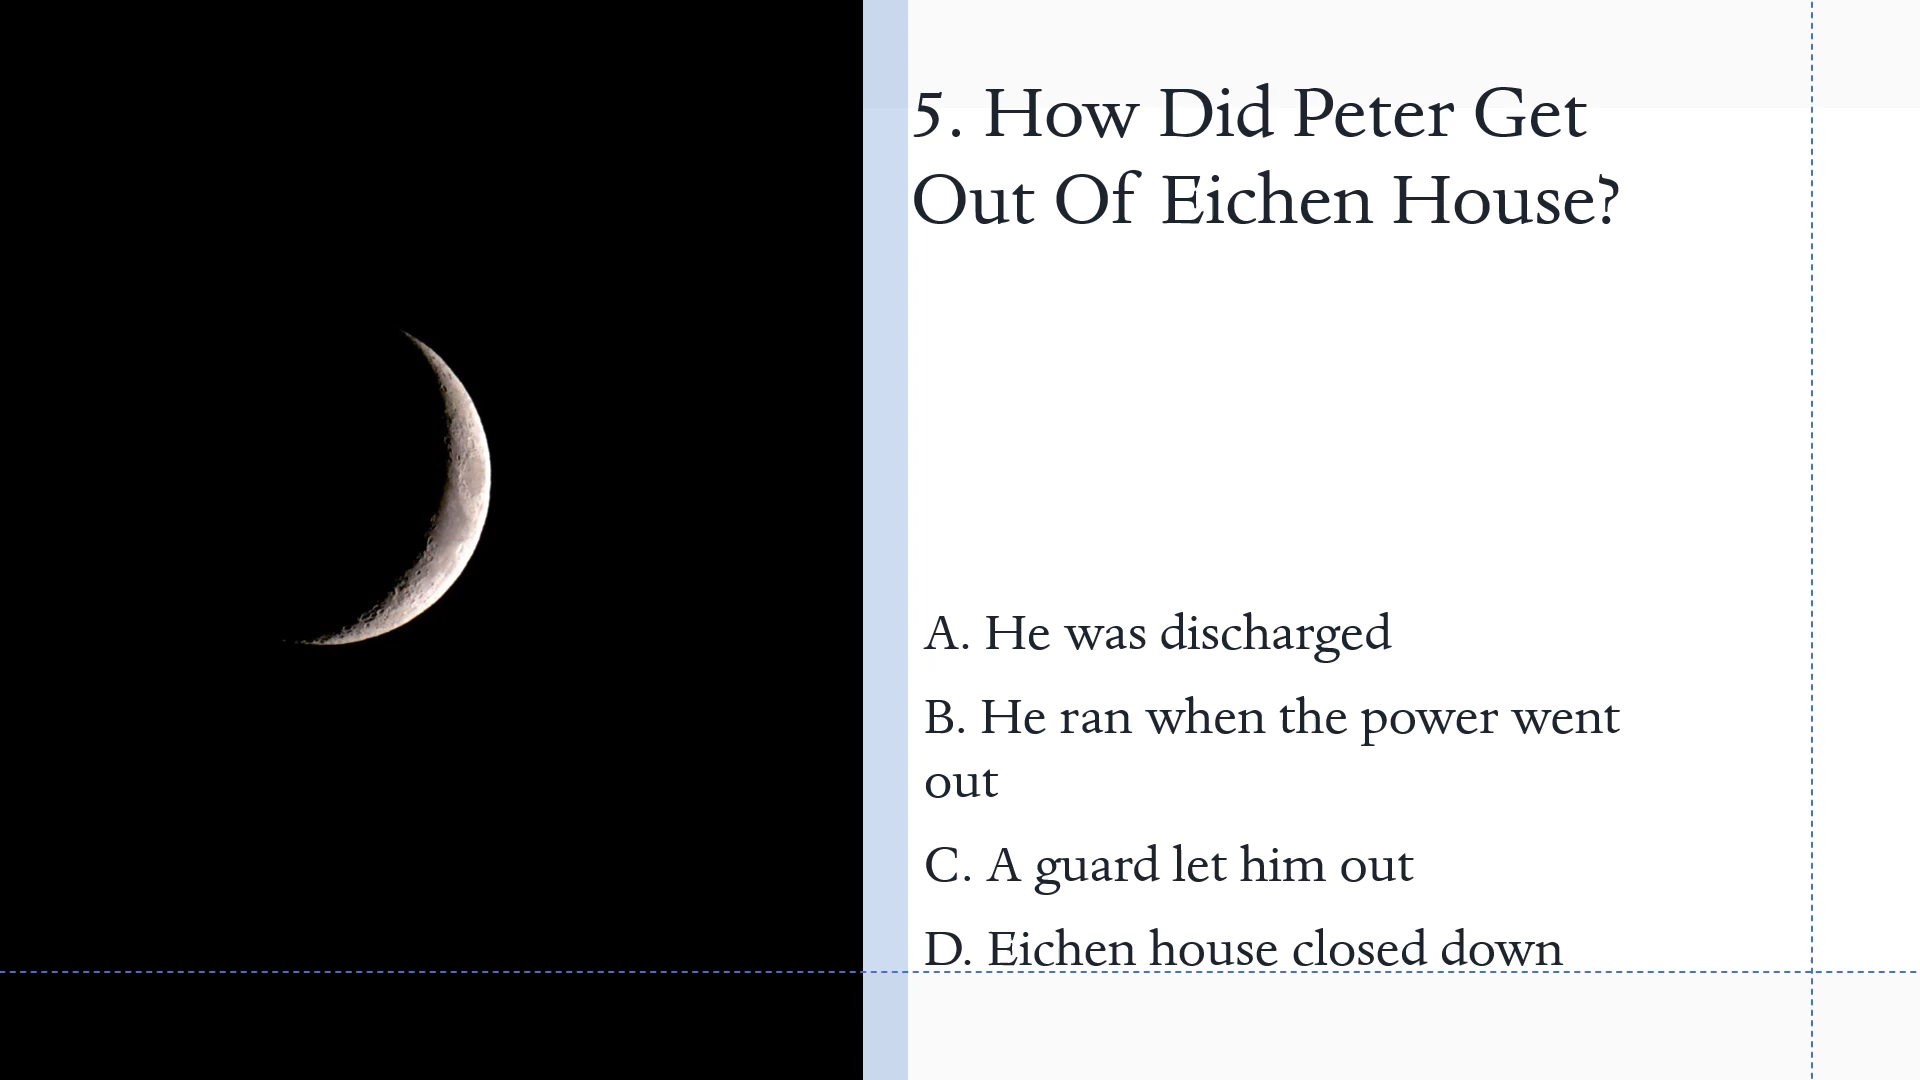 5. How Did Peter Get
Out Of Eichen House?
A. He was discharged
B. He ran when the power went
out
C. A guard let him out
D. Eichen house closed down